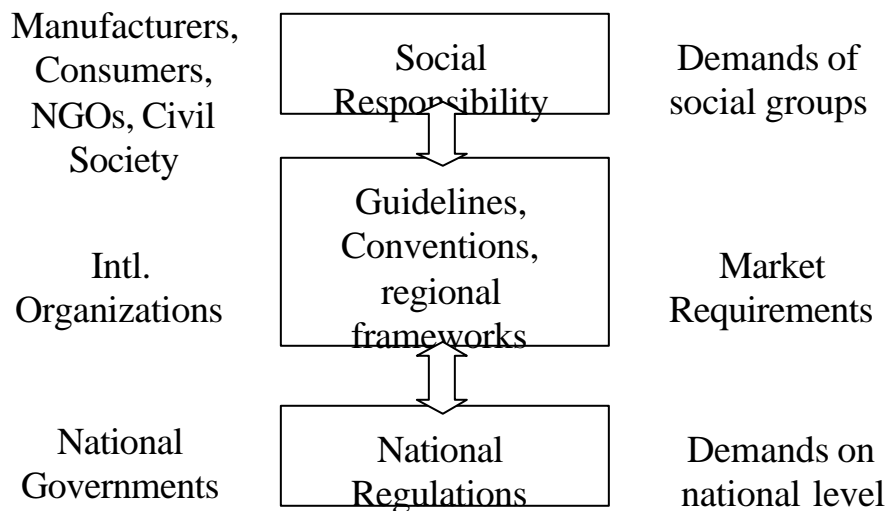 Manufacturers,
Consumers,
NGOs, Civil
Society
Social
Responsibility
Demands of
social groups
Intl.
Organizations
Guidelines,
Conventions,
regional
frameworks
Market
Requirements
National
Governments
National
Regulations
Demands on
national level